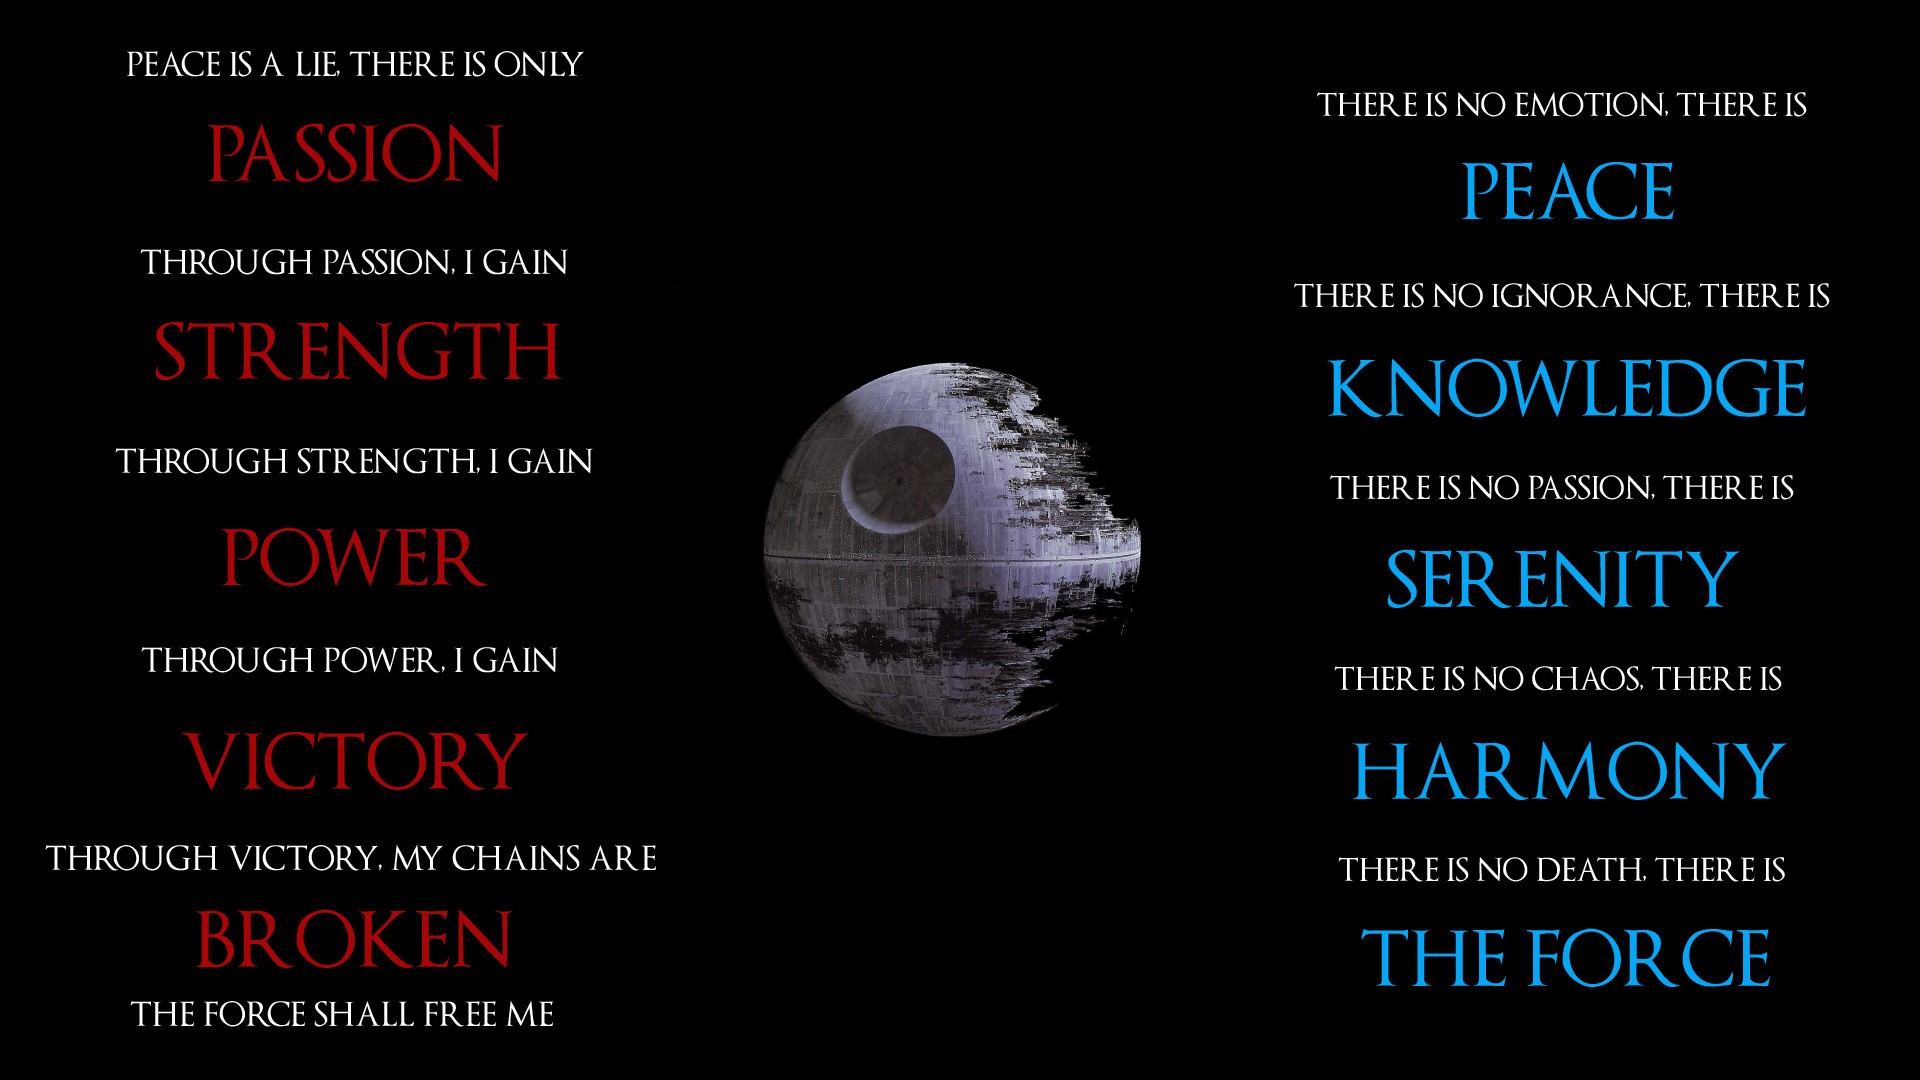 PEACE IS A LIE, THERE IS ONLY
PASSION
THROUGH PASSION, I GAIN
STRENGTH
THROUGH STRENGTH, I GAIN
POWER
THROUGH POWER, I GAIN
VICTORY
THROUGH VICTORY, MY CHAINS ARE
BROKEN
THE FORCE SHALL FREE ME
THERE IS NO EMOTION, THERE IS
PEACE
THERE IS NO IGNORANCE, THERE IS
KNOWLEDGE
THERE IS NO PASSION, THERE IS
SERENITY
THERE IS NO CHAOS, THERE IS
HARMONY
THERE IS NO DEATH, THERE IS
THE FORCE